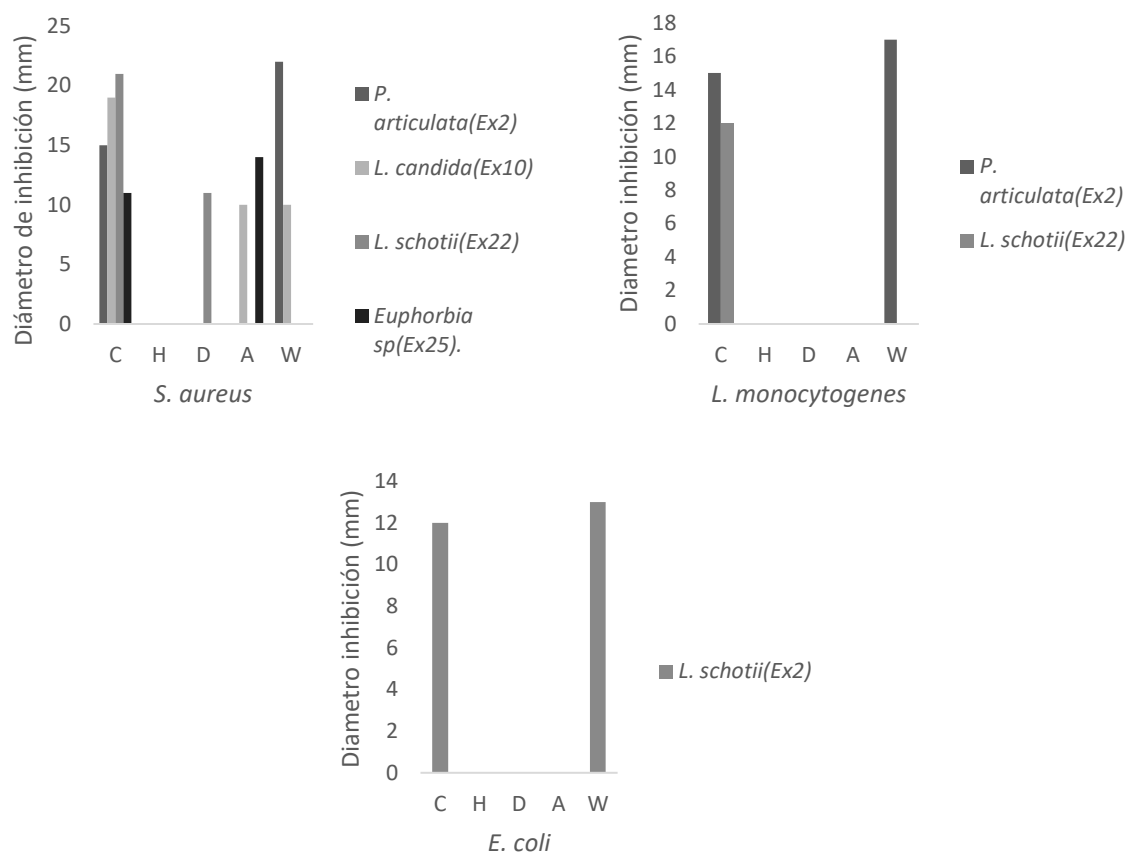 Diámetro de inhibición (mm)
25
20
15
10
5
0
C H D A W
S. aureus
P.
articulata(Ex2)
L. candida(Ex10)
L. schotii(Ex22)
Euphorbia
sp(Ex25).
Diametro inhibición (mm)
18
16
14
12
10
8
6
4
2
0
C H D A W
L. monocytogenes
P.
articulata(Ex2)
L. schotii(Ex22)
Diametro inhibición (mm)
14
12
10
8
6
4
2
0
C H D A W
E. coli
L. schotii(Ex2)